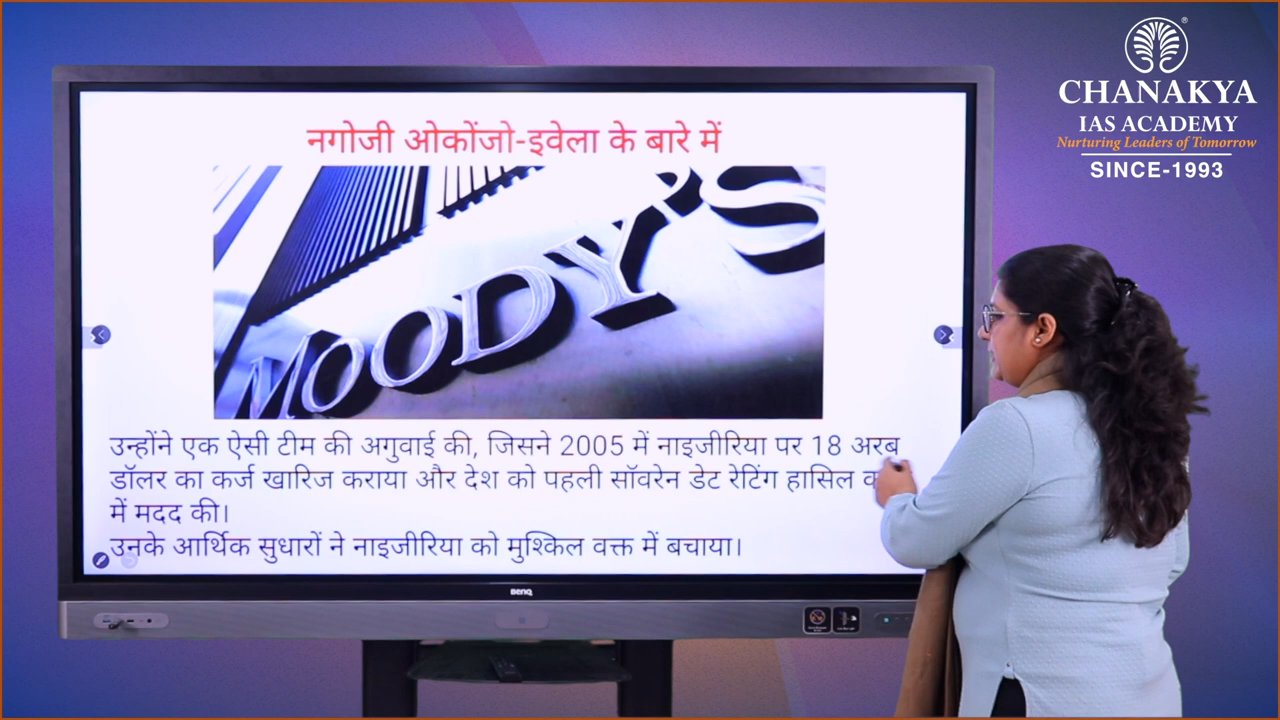 नगोजी ओकोंजो-इवेला के बारे में
MOODY'S
उन्होंने एक ऐसी टीम की अगुवाई की, जिसने 2005 में नाइजीरिया पर 18 अरब
डॉलर का कर्ज खारिज कराया और देश को पहली सॉवरेन डेट रेटिंग हासिल
में मदद की।
उनके आर्थिक सुधारों ने नाइजीरिया को मुश्किल वक्त में बचाया।
BenQ
CHANAKYA
IAS ACADEMY
Nurturing Leaders of Tomorrow
SINCE-1993